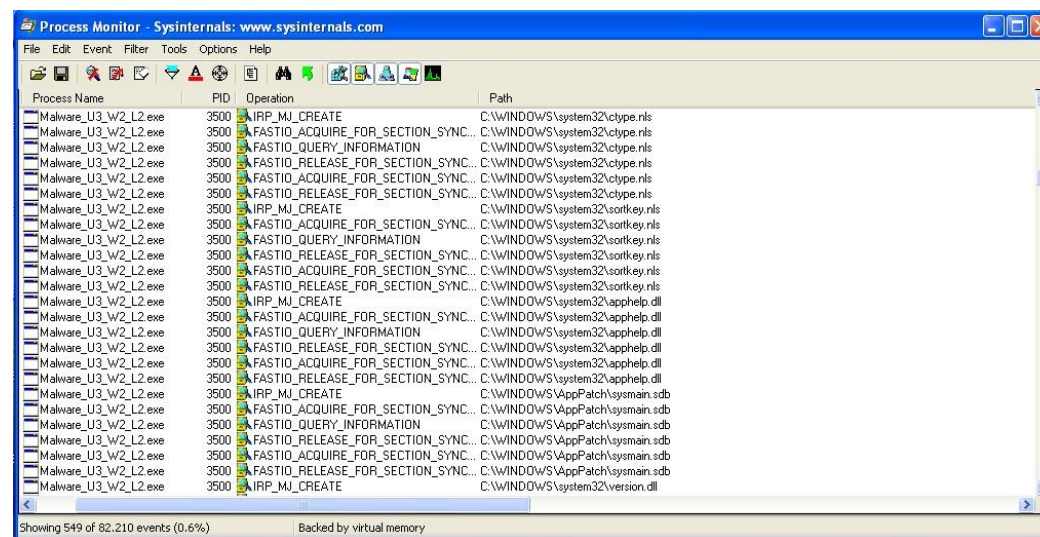 Process Monitor - Sysinternals: www.sysinternals.com
File Edit Event Filter Tools Options Help
Process Name PID Operation Path
Malware_U3_W2_L2.exe 3500 IRP_MJ_CREATE C:\WINDOWS\system32\ctype.nls
Malware_U3_W2_L2.exe 3500 FASTIO_ACQUIRE_FOR_SECTION_SYNC... C:\WINDOWS\system32\ctype.nls
Malware_U3_W2_L2.exe 3500 FASTIO_QUERY_INFORMATION C:\WINDOWS\system32\ctype.nls
Malware_U3_W2_L2.exe 3500 FASTIO_RELEASE_FOR_SECTION_SYNC... C:\WINDOWS\system32\ctype.nls
Malware_U3_W2_L2.exe 3500 FASTIO_ACQUIRE_FOR_SECTION_SYNC... C:\WINDOWS\system32\ctype.nls
Malware_U3_W2_L2.exe 3500 FASTIO_RELEASE_FOR_SECTION_SYNC... C:\WINDOWS\system32\ctype.nls
Malware_U3_W2_L2.exe 3500 IRP_MJ_CREATE C:\WINDOWS\system32\sortkey.nls
Malware_U3_W2_L2.exe 3500 FASTIO_ACQUIRE_FOR_SECTION_SYNC... C:\WINDOWS\system32\sortkey.nls
Malware_U3_W2_L2.exe 3500 FASTIO_QUERY_INFORMATION C:\WINDOWS\system32\sortkey.nls
Malware_U3_W2_L2.exe 3500 FASTIO_RELEASE_FOR_SECTION_SYNC... C:\WINDOWS\system32\sortkey.nls
Malware_U3_W2_L2.exe 3500 FASTIO_ACQUIRE_FOR_SECTION_SYNC... C:\WINDOWS\system32\sortkey.nls
Malware_U3_W2_L2.exe 3500 FASTIO_RELEASE_FOR_SECTION_SYNC... C:\WINDOWS\system32\sortkey.nls
Malware_U3_W2_L2.exe 3500 IRP_MJ_CREATE C:\WINDOWS\system32\apphelp.dll
Malware_U3_W2_L2.exe 3500 FASTIO_ACQUIRE_FOR_SECTION_SYNC... C:\WINDOWS\system32\apphelp.dll
Malware_U3_W2_L2.exe 3500 FASTIO_QUERY_INFORMATION C:\WINDOWS\system32\apphelp.dll
Malware_U3_W2_L2.exe 3500 FASTIO_RELEASE_FOR_SECTION_SYNC... C:\WINDOWS\system32\apphelp.dll
Malware_U3_W2_L2.exe 3500 FASTIO_ACQUIRE_FOR_SECTION_SYNC... C:\WINDOWS\system32\apphelp.dll
Malware_U3_W2_L2.exe 3500 FASTIO_RELEASE_FOR_SECTION_SYNC... C:\WINDOWS\system32\apphelp.dll
Malware_U3_W2_L2.exe 3500 IRP_MJ_CREATE C:\WINDOWS\AppPatch\sysmain.sdb
Malware_U3_W2_L2.exe 3500 FASTIO_ACQUIRE_FOR_SECTION_SYNC... C:\WINDOWS\AppPatch\sysmain.sdb
Malware_U3_W2_L2.exe 3500 FASTIO_QUERY_INFORMATION C:\WINDOWS\AppPatch\sysmain.sdb
Malware_U3_W2_L2.exe 3500 FASTIO_RELEASE_FOR_SECTION_SYNC... C:\WINDOWS\AppPatch\sysmain.sdb
Malware_U3_W2_L2.exe 3500 FASTIO_ACQUIRE_FOR_SECTION_SYNC... C:\WINDOWS\AppPatch\sysmain.sdb
Malware_U3_W2_L2.exe 3500 FASTIO_RELEASE_FOR_SECTION_SYNC... C:\WINDOWS\AppPatch\sysmain.sdb
Malware_U3_W2_L2.exe 3500 IRP_MJ_CREATE C:\WINDOWS\system32\version.dll
Showing 549 of 82.210 events (0.6%) Backed by virtual memory